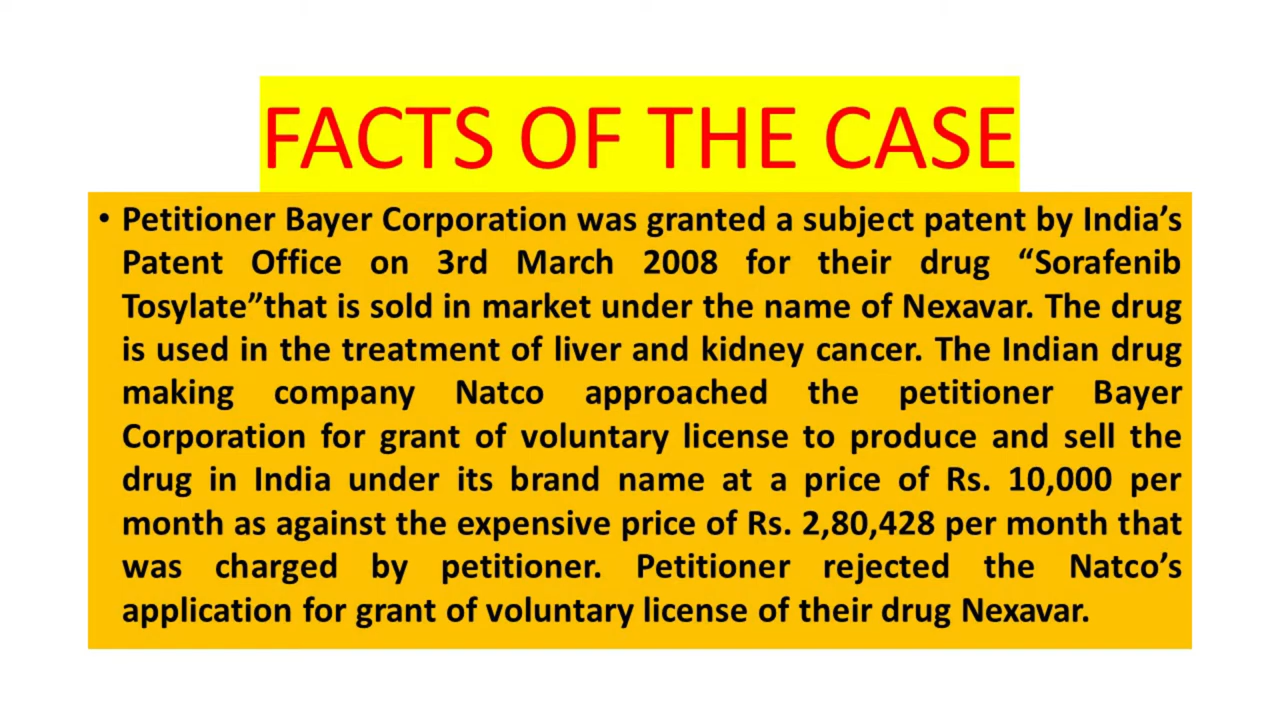 FACTS OF THE CASE
• Petitioner Bayer Corporation was granted a subject patent by India’s
Patent Office on 3rd March 2008 for their drug “Sorafenib
Tosylate”that is sold in market under the name of Nexavar. The drug
is used in the treatment of liver and kidney cancer. The Indian drug
making company Natco approached the petitioner Bayer
Corporation for grant of voluntary license to produce and sell the
drug in India under its brand name at a price of Rs. 10,000 per
month as against the expensive price of Rs. 2,80,428 per month that
was charged by petitioner. Petitioner rejected the Natco’s
application for grant of voluntary license of their drug Nexavar.